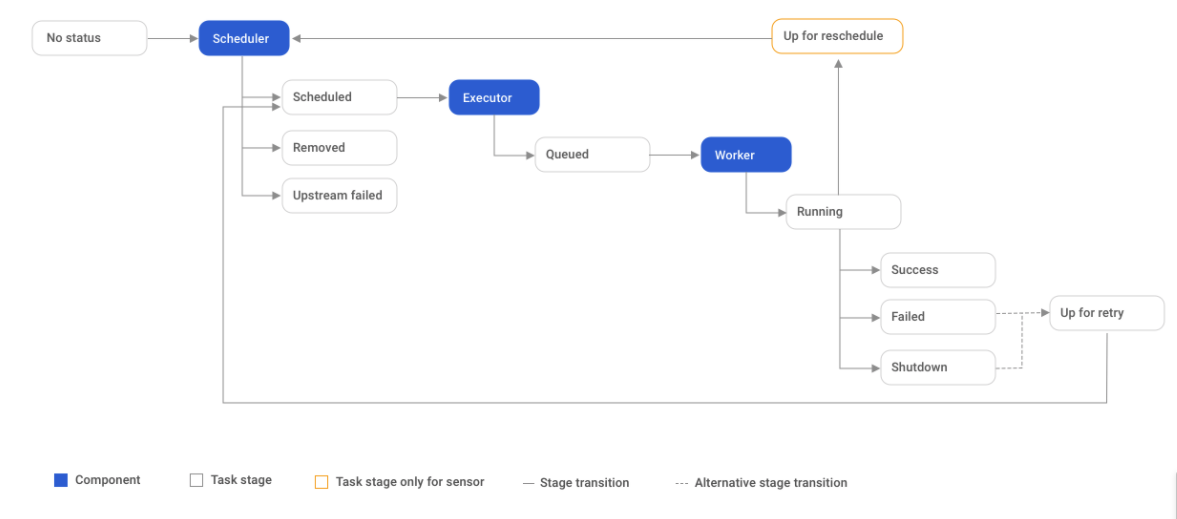 No status
Scheduler
Up for reschedule
Scheduled
Executor
Removed
Queued
Worker
Upstream failed
Running
Success
Failed
Up for retry
Shutdown
Component
Task stage
Task stage only for sensor
Stage transition
Alternative stage transition